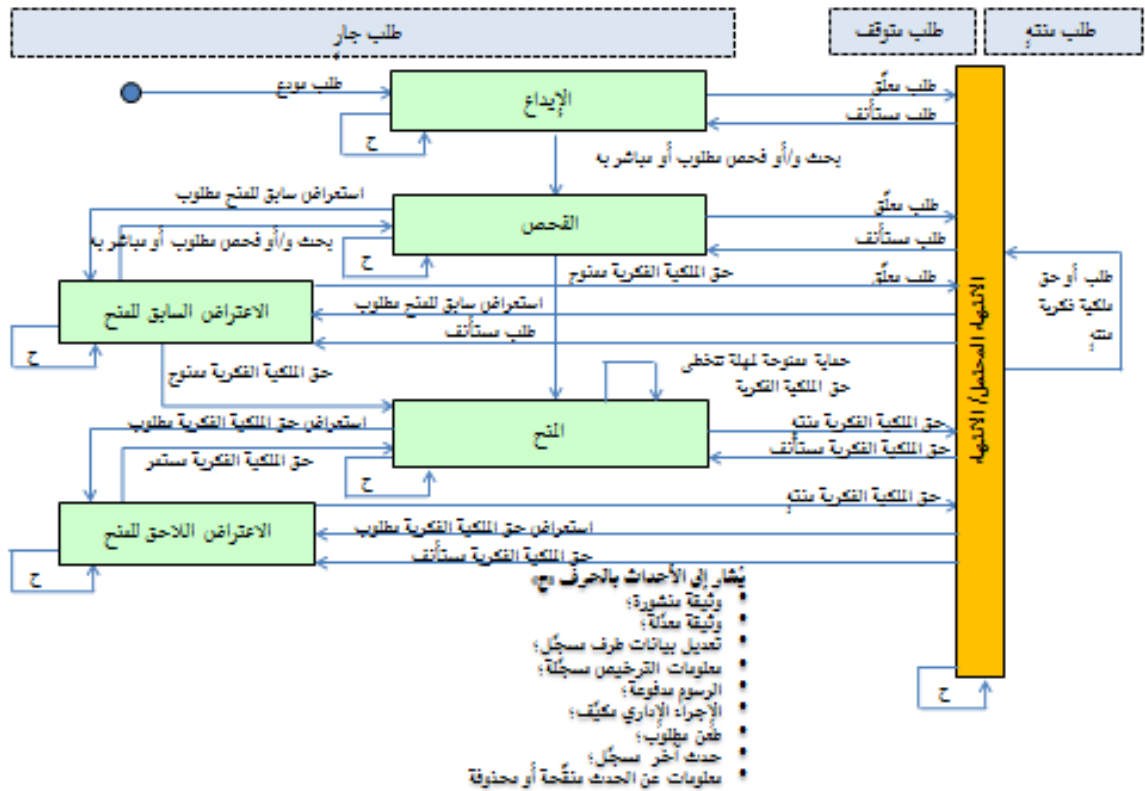 طلب جارٍ
طلب متوقف
طلب منتهٍ
طلب مودع
الإيداع
طلب معلّق
طلب مستأنف
ح
بحث و/أو فحص مطلوب أو مباشر به
استعراض سابق للمنح مطلوب
الفحص
طلب معلّق
طلب مستأنف
بحث و/أو فحص مطلوب أو مباشر به
ح
حق الملكية الفكرية ممنوح
طلب معلّق
طلب أو حق
ملكية فكرية
منتهٍ
الاعتراض السابق للمنح
استعراض سابق للمنح مطلوب
طلب مستأنف
ح
حق الملكية الفكرية ممنوح
حماية ممنوحة لمهلة تتخطى
حق الملكية الفكرية
الانتهاء المحتمل/ الانتهاء
استعراض حق الملكية الفكرية مطلوب
المنح
حق الملكية الفكرية منتهٍ
حق الملكية الفكرية مستأنف
حق الملكية الفكرية مستمر
ح
حق الملكية الفكرية منتهٍ
الاعتراض اللاحق للمنح
استعراض حق الملكية الفكرية مطلوب
حق الملكية الفكرية مستأنف
ح
يُشار إلى الأحداث بالحرف «ح»
• وثيقة منشورة؛
• وثيقة معدّلة؛
• تعديل بيانات طرف مسجّل؛
• معلومات الترخيص مسجّلة؛
• الرسوم مدفوعة؛
• الإجراء الإداري مكيّف؛
• طعن مطلوب؛
• حدث آخر مسجّل؛
• معلومات عن الحدث منقّحة أو محذوفة
ح